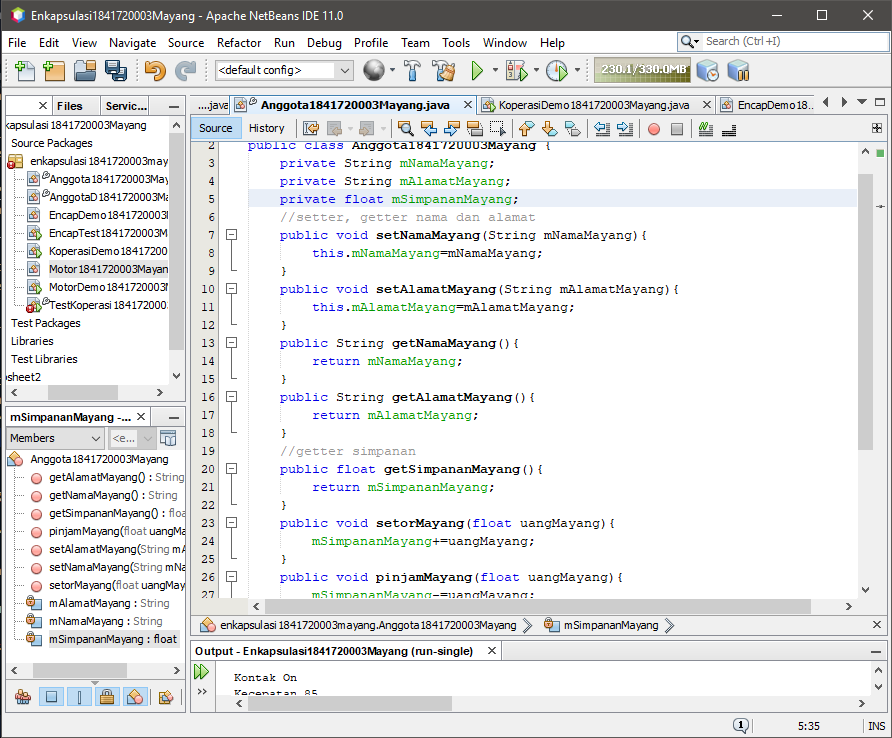 Enkapsulasi1841720003Mayang - Apache NetBeans IDE 11.0
File Edit View Navigate Source Refactor Run Debug Profile Team Tools Window Help
Search (Ctrl+I)
<default config>
230.1/330.0MB
Files Servic...
kapsulasi1841720003Mayang
Source Packages
enkapsulasi1841720003may
Anggota1841720003May
AnggotaD1841720003Ma
EncapDemo1841720003
EncapTest1841720003M
KoperasiDemo18417200
Motor1841720003Mayan
MotorDemo1841720003
TestKoperasi184172000
Test Packages
Libraries
Test Libraries
osheet2
mSimpananMayang -...
Members
<e...
Anggota1841720003Mayang
getAlamatMayang() : String
getNamaMayang() : String
getSimpananMayang() : floa
pinjamMayang(float uangMa
setAlamatMayang(String mA
setNamaMayang(String mNa
setorMayang(float uangMay
mAlamatMayang : String
mNamaMayang : String
mSimpananMayang : float
....java Anggota1841720003Mayang.java KoperasiDemo1841720003Mayang.java EncapDemo18...
Source History
2 public class Anggota1841720003Mayang {
3 private String mNamaMayang;
4 private String mAlamatMayang;
5 private float mSimpananMayang;
6 //setter, getter nama dan alamat
7 public void setNamaMayang(String mNamaMayang){
8 this.mNamaMayang=mNamaMayang;
9 }
10 public void setAlamatMayang(String mAlamatMayang){
11 this.mAlamatMayang=mAlamatMayang;
12 }
13 public String getNamaMayang(){
14 return mNamaMayang;
15 }
16 public String getAlamatMayang(){
17 return mAlamatMayang;
18 }
19 //getter simpanan
20 public float getSimpananMayang(){
21 return mSimpananMayang;
22 }
23 public void setorMayang(float uangMayang){
24 mSimpananMayang+=uangMayang;
25 }
26 public void pinjamMayang(float uangMayang){
27 mSimpananMayang-=uangMayang;
enkapsulasi1841720003mayang.Anggota1841720003Mayang mSimpananMayang
Output - Enkapsulasi1841720003Mayang (run-single)
Kontak On
Kecepatan 85
1
5:35 INS